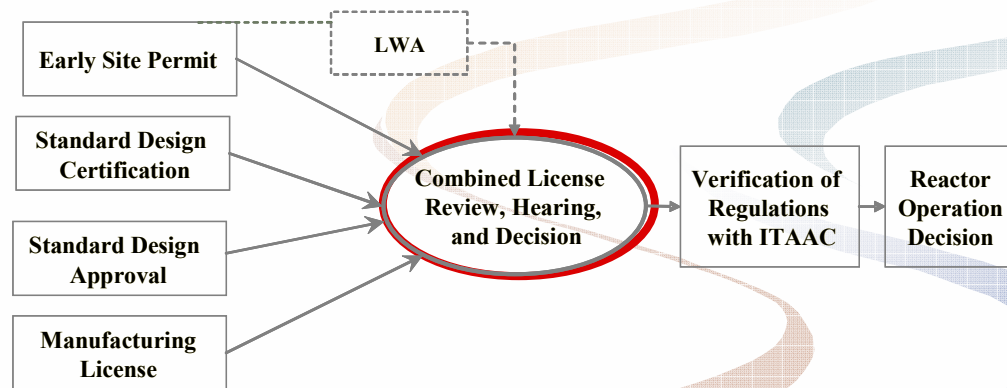 LWA
Early Site Permit
Standard Design
Certification
Standard Design
Approval
Manufacturing
License
Combined License
Review, Hearing,
and Decision
Verification of
Regulations
with ITAAC
Reactor
Operation
Decision